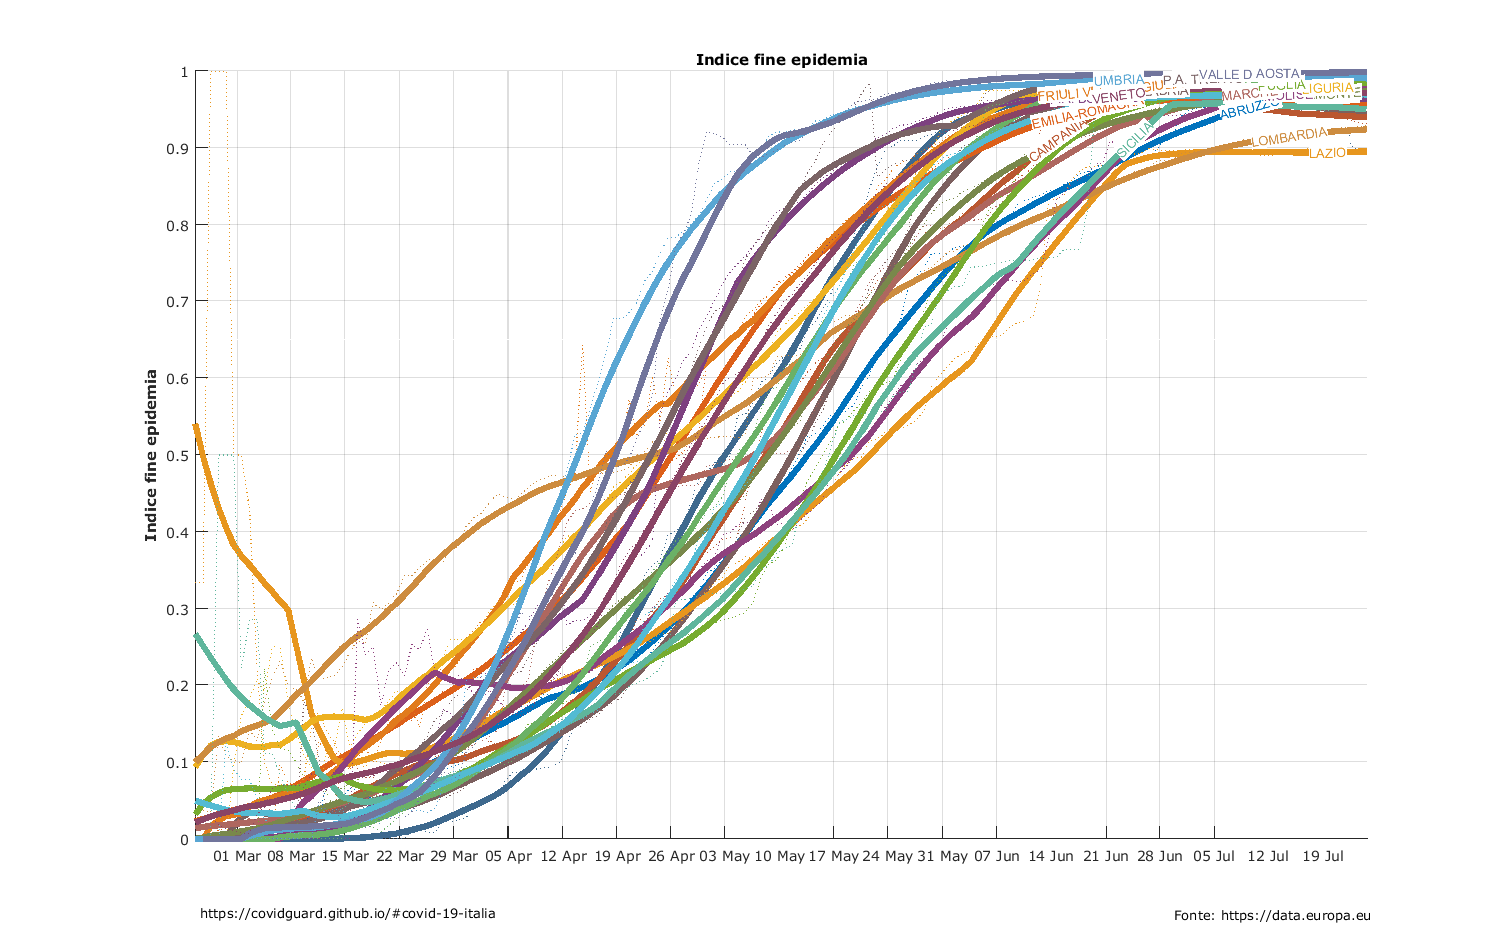 Indice fine epidemia
Indice fine epidemia
1
0.9
0.8
0.7
0.6
0.5
0.4
0.3
0.2
0.1
0
UMBRIA
VALLE D AOSTA
FRIULI V
VENETO
EMILIA-ROMAGNA
CAMPANIA
SICILIA
MARCHE
ABRUZZO
PUGLIA
LIGURIA
LOMBARDIA
LAZIO
01 Mar 08 Mar 15 Mar 22 Mar 29 Mar 05 Apr 12 Apr 19 Apr 26 Apr 03 May 10 May 17 May 24 May 31 May 07 Jun 14 Jun 21 Jun 28 Jun 05 Jul 12 Jul 19 Jul
https://covidguard.github.io/#covid-19-italia
Fonte: https://data.europa.eu